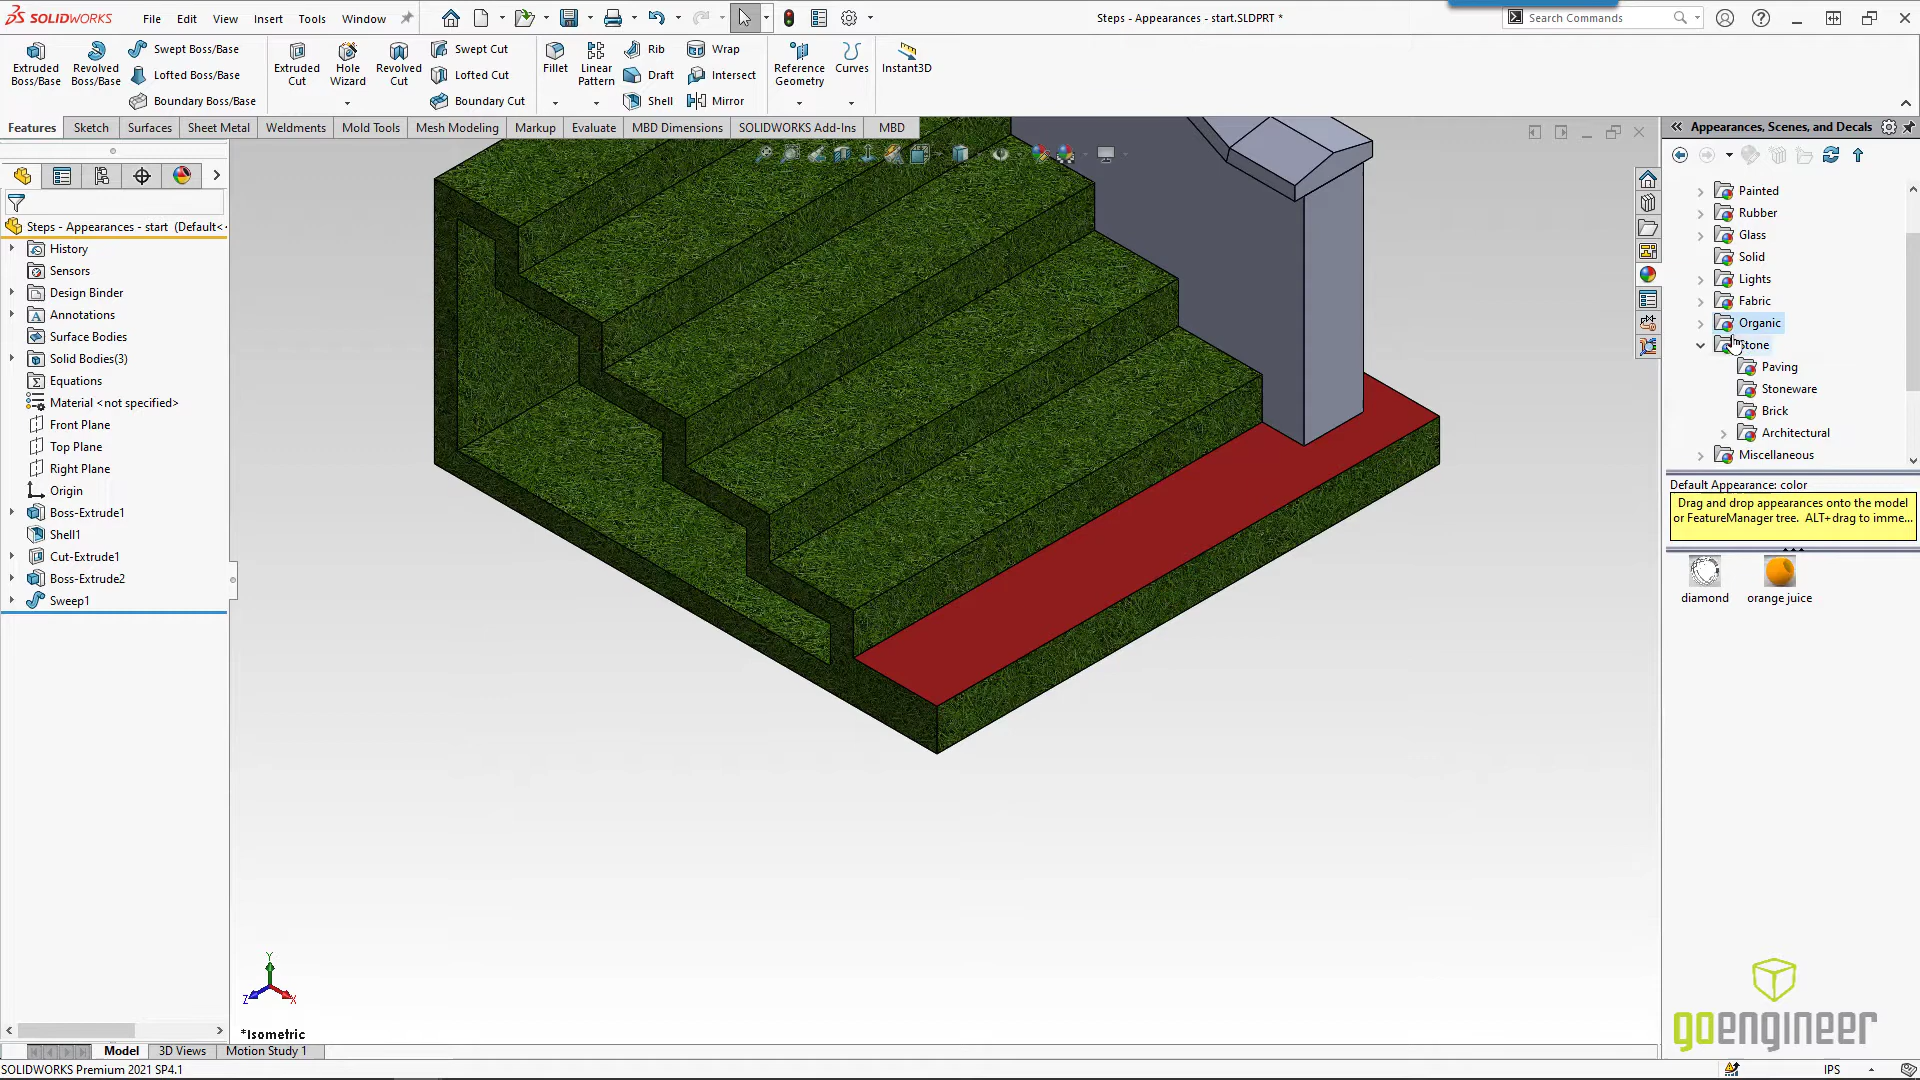 SOLIDWORKS File Edit View Insert Tools Window
Steps - Appearances - start.SLDPRT *
Search Commands
Extruded Boss/Base
Revolved Boss/Base
Swept Boss/Base
Lofted Boss/Base
Boundary Boss/Base
Extruded Cut
Hole Wizard
Revolved Cut
Swept Cut
Lofted Cut
Boundary Cut
Fillet
Linear Pattern
Rib
Draft
Shell
Wrap
Intersect
Mirror
Reference Geometry
Curves
Instant3D
Features Sketch Surfaces Sheet Metal Weldments Mold Tools Mesh Modeling Markup Evaluate MBD Dimensions SOLIDWORKS Add-Ins MBD
Steps - Appearances - start (Default<
History
Sensors
Design Binder
Annotations
Surface Bodies
Solid Bodies(3)
Equations
Material <not specified>
Front Plane
Top Plane
Right Plane
Origin
Boss-Extrude1
Shell1
Cut-Extrude1
Boss-Extrude2
Sweep1
Y
Z
X
*Isometric
Appearances, Scenes, and Decals
Painted
Rubber
Glass
Solid
Lights
Fabric
Organic
Stone
Paving
Stoneware
Brick
Architectural
Miscellaneous
Default Appearance: color
Drag and drop appearances onto the model
or FeatureManager tree. ALT+drag to imme...
diamond orange juice
goengineer
Model 3D Views Motion Study 1
SOLIDWORKS Premium 2021 SP4.1
IPS